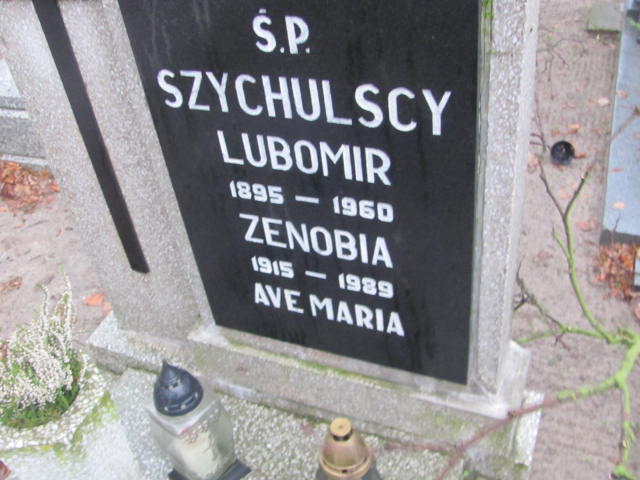 Ś.P.
SZYCHULSCY
LUBOMIR
1895 — 1960
ZENOBIA
1915 — 1989
AVE MARIA